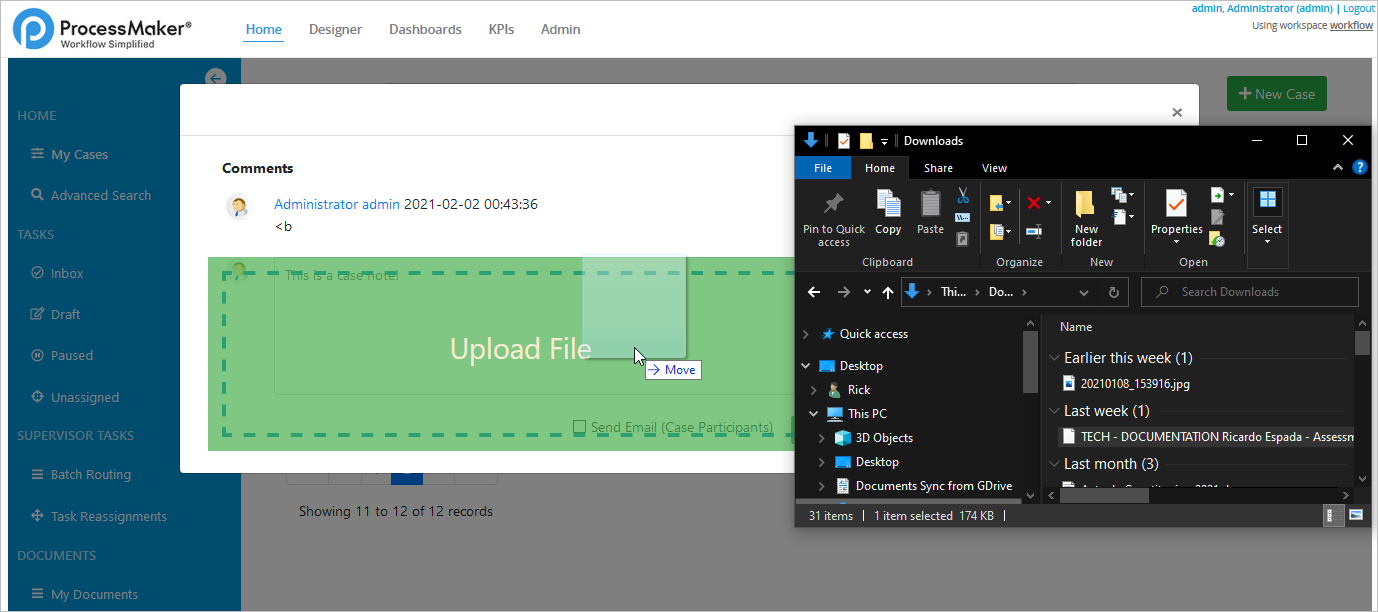 admin, Administrator (admin) | Logout
Using workspace workflow
ProcessMaker®
Workflow Simplified
Home Designer Dashboards KPIs Admin
HOME
My Cases
Advanced Search
TASKS
Inbox
Draft
Paused
Unassigned
SUPERVISOR TASKS
Batch Routing
Task Reassignments
DOCUMENTS
My Documents
New Case
Comments
Administrator admin 2021-02-02 00:43:36
<b
This is a case note!
Upload File
Move
Send Email (Case Participants)
Showing 11 to 12 of 12 records
Downloads
File Home Share View
Pin to Quick access
Copy
Paste
Clipboard
Organize
New folder
New
Properties
Open
Select
Thi... Do...
Search Downloads
Quick access
Desktop
Rick
This PC
3D Objects
Desktop
Documents Sync from GDrive
Name
Earlier this week (1)
20210108_153916.jpg
Last week (1)
TECH - DOCUMENTATION Ricardo Espada - Assessm
Last month (3)
31 items | 1 item selected 174 KB |